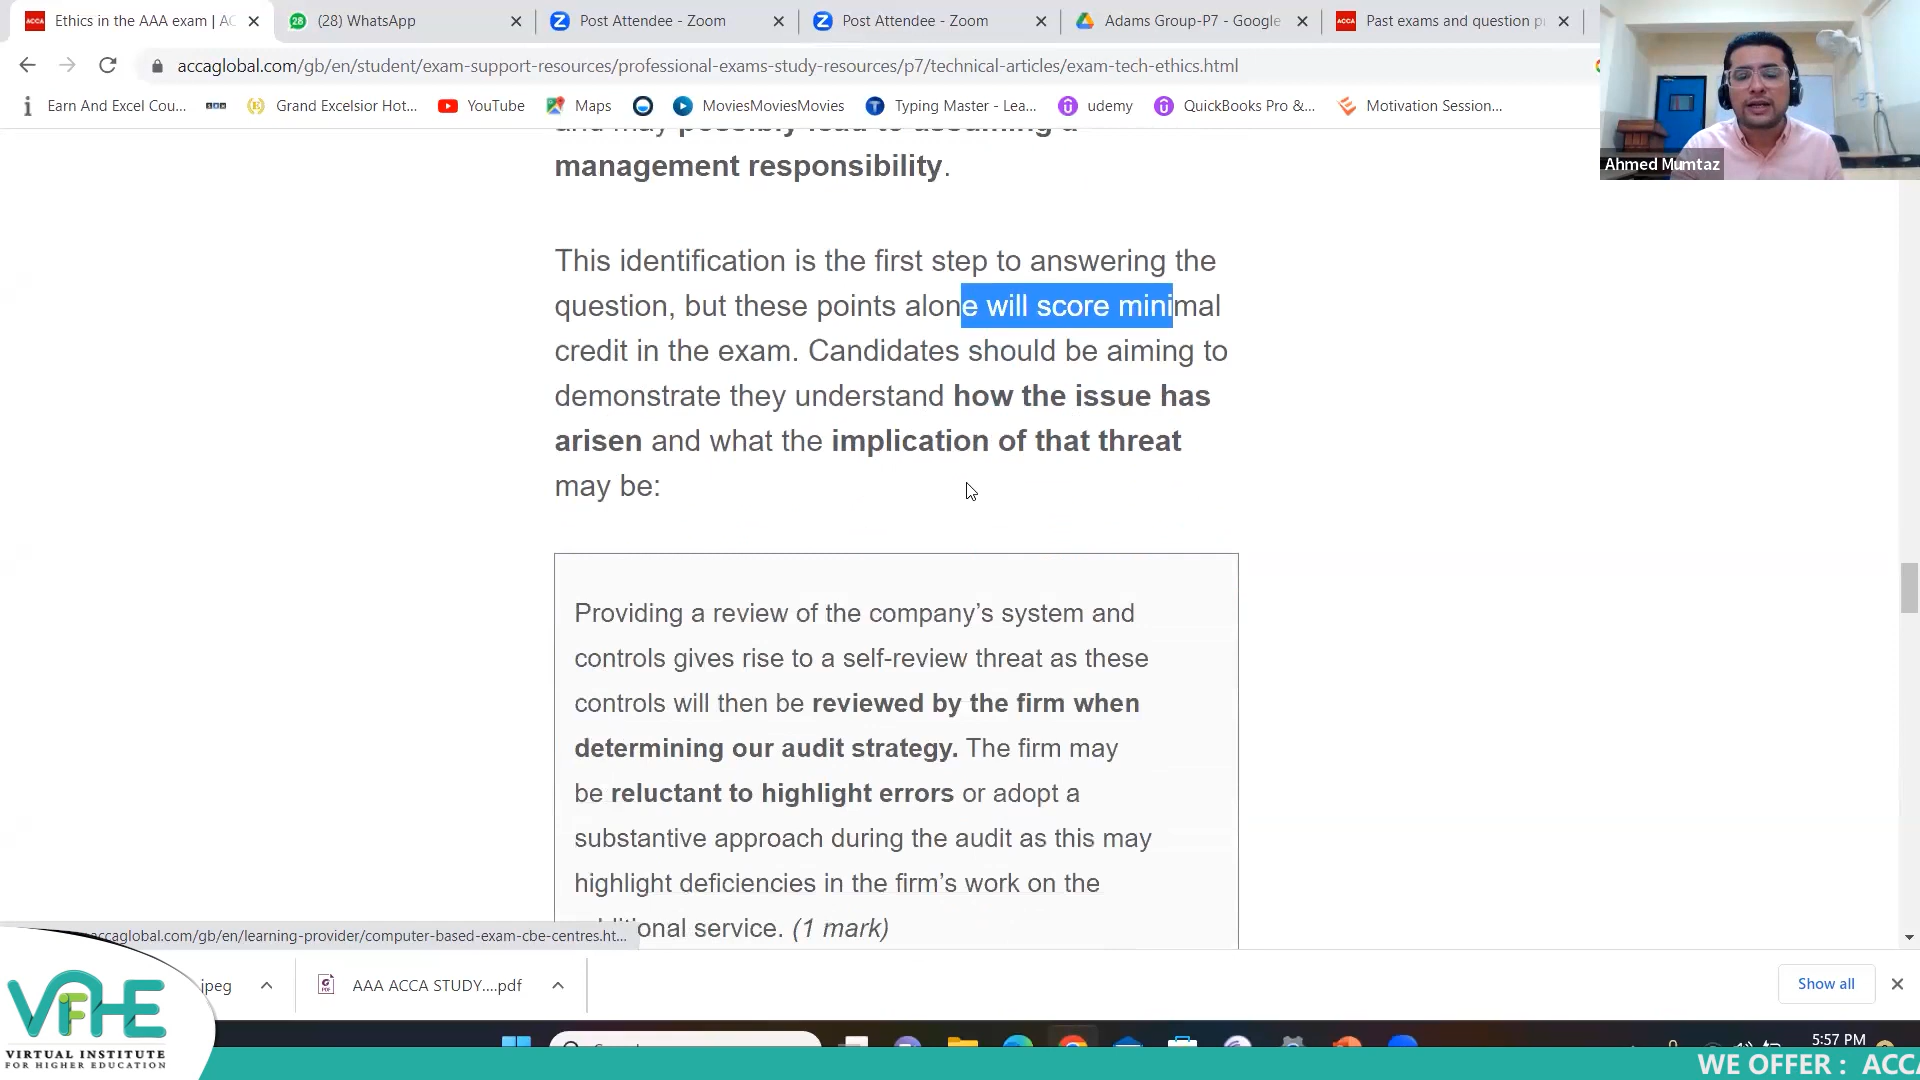 Ethics in the AAA exam | AC
(28) WhatsApp
Post Attendee - Zoom
Post Attendee - Zoom
Adams Group-P7 - Google
Past exams and question p
accaglobal.com/gb/en/student/exam-support-resources/professional-exams-study-resources/p7/technical-articles/exam-tech-ethics.html
Earn And Excel Cou...
Grand Excelsior Hot...
YouTube
Maps
MoviesMoviesMovies
Typing Master - Lea...
udemy
QuickBooks Pro &...
Motivation Session...
Ahmed Mumtaz
and may possibly lead to assuming a
management responsibility.
This identification is the first step to answering the
question, but these points alone will score minimal
credit in the exam. Candidates should be aiming to
demonstrate they understand how the issue has
arisen and what the implication of that threat
may be:
Providing a review of the company’s system and
controls gives rise to a self-review threat as these
controls will then be reviewed by the firm when
determining our audit strategy. The firm may
be reluctant to highlight errors or adopt a
substantive approach during the audit as this may
highlight deficiencies in the firm’s work on the
additional service. (1 mark)
accaglobal.com/gb/en/learning-provider/computer-based-exam-cbe-centres.ht...
jpeg
AAA ACCA STUDY....pdf
Show all
VIFHE
VIRTUAL INSTITUTE
FOR HIGHER EDUCATION
5:57 PM
WE OFFER : ACCA